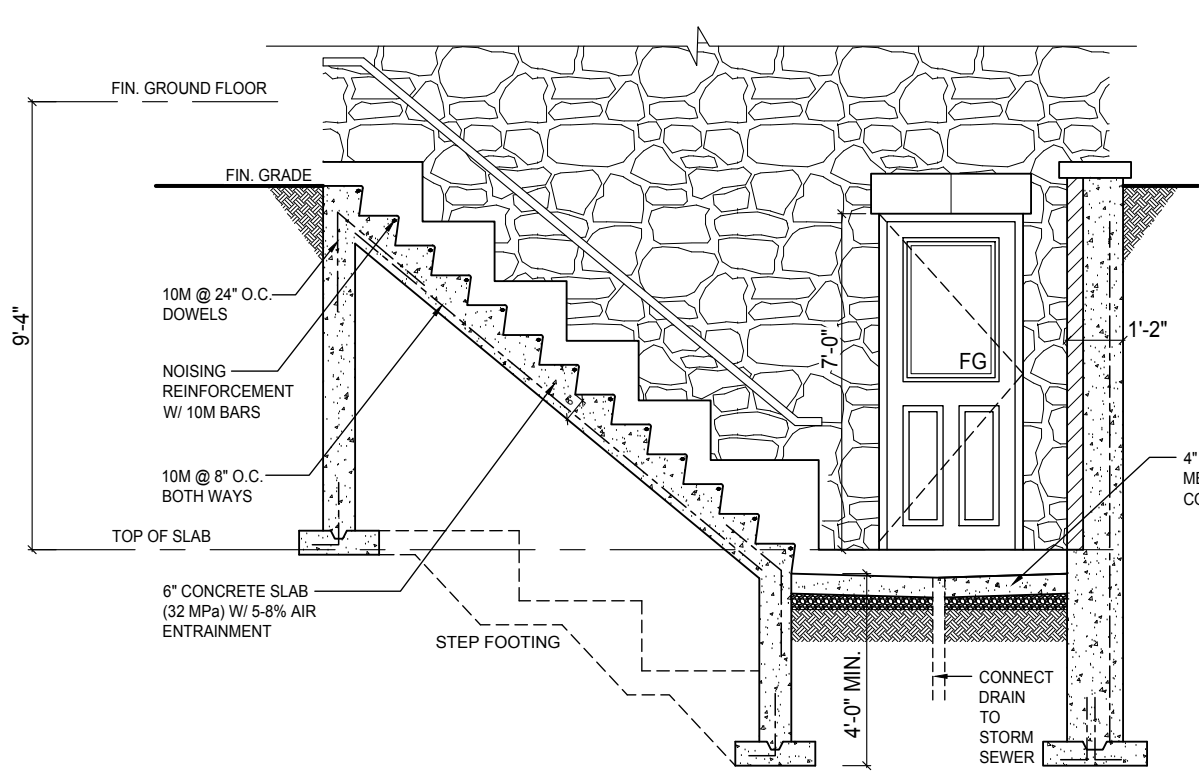 FIN. GROUND FLOOR
FIN. GRADE
10M @ 24" O.C.
DOWELS
9'-4"
NOISING
REINFORCEMENT
W/ 10M BARS
10M @ 8" O.C.
BOTH WAYS
TOP OF SLAB
6" CONCRETE SLAB
(32 MPa) W/ 5-8% AIR
ENTRAINMENT
STEP FOOTING
7'-0"
FG
1'-2"
4"
4'-0" MIN.
CONNECT
DRAIN
TO
STORM
SEWER